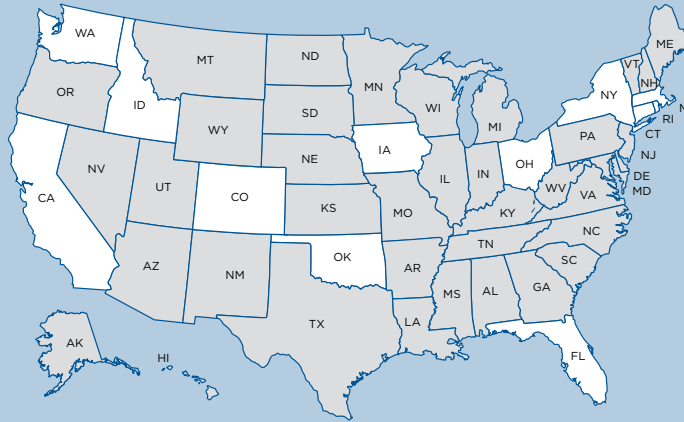 WA
MT
ND
MN
ME
VT
NH
OR
ID
SD
WI
MI
NY
WY
IA
RI
CT
PA
NJ
NE
OH
NV
UT
CO
IL
IN
DE
MD
WV
VA
CA
KS
MO
KY
NC
TN
OK
AR
SC
AZ
NM
MS
AL
GA
TX
LA
AK
HI
FL